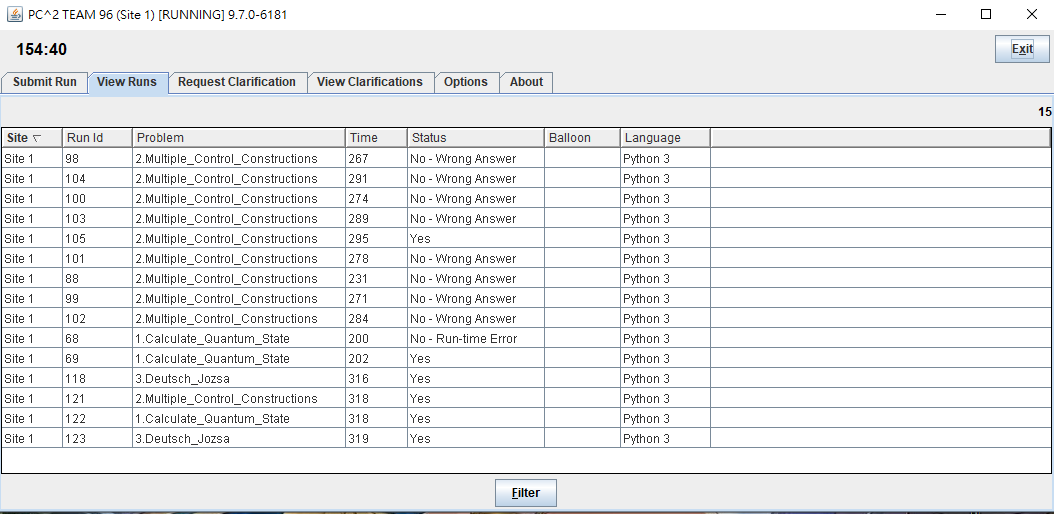 PC^2 TEAM 96 (Site 1) [RUNNING] 9.7.0-6181
154:40
Exit
Submit Run View Runs Request Clarification View Clarifications Options About
15
Site Run Id Problem Time Status Balloon Language
Site 1 98 2.Multiple_Control_Constructions 267 No - Wrong Answer Python 3
Site 1 104 2.Multiple_Control_Constructions 291 No - Wrong Answer Python 3
Site 1 100 2.Multiple_Control_Constructions 274 No - Wrong Answer Python 3
Site 1 103 2.Multiple_Control_Constructions 289 No - Wrong Answer Python 3
Site 1 105 2.Multiple_Control_Constructions 295 Yes Python 3
Site 1 101 2.Multiple_Control_Constructions 278 No - Wrong Answer Python 3
Site 1 88 2.Multiple_Control_Constructions 231 No - Wrong Answer Python 3
Site 1 99 2.Multiple_Control_Constructions 271 No - Wrong Answer Python 3
Site 1 102 2.Multiple_Control_Constructions 284 No - Wrong Answer Python 3
Site 1 68 1.Calculate_Quantum_State 200 No - Run-time Error Python 3
Site 1 69 1.Calculate_Quantum_State 202 Yes Python 3
Site 1 118 3.Deutsch_Jozsa 316 Yes Python 3
Site 1 121 2.Multiple_Control_Constructions 318 Yes Python 3
Site 1 122 1.Calculate_Quantum_State 318 Yes Python 3
Site 1 123 3.Deutsch_Jozsa 319 Yes Python 3
Filter